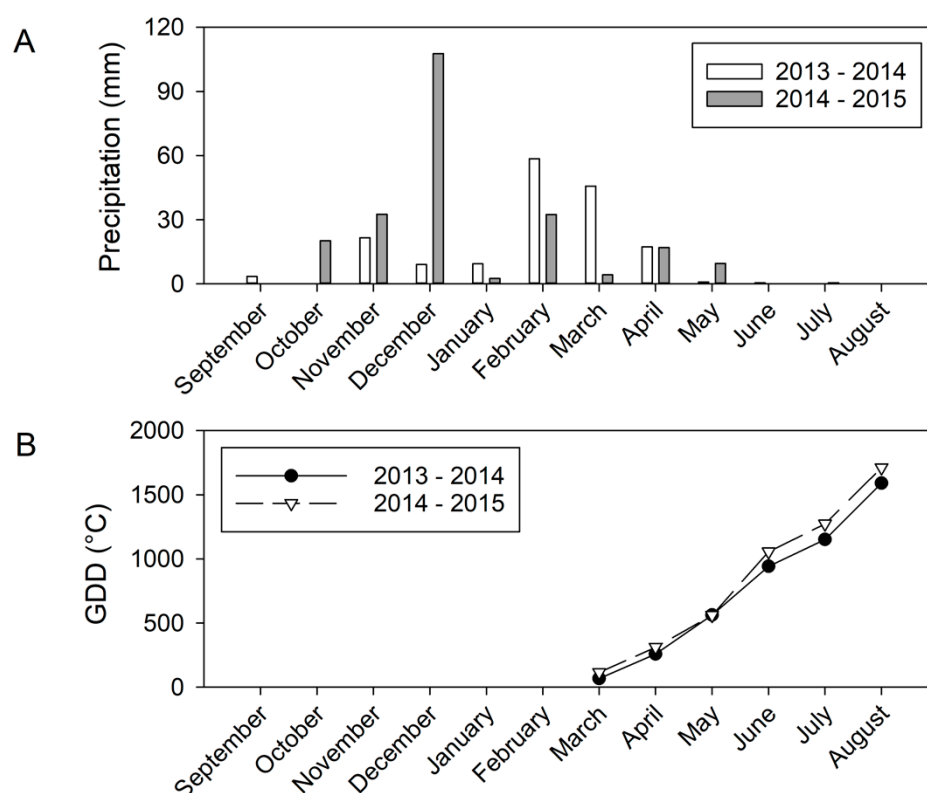 A
Precipitation (mm)
120
90
60
30
0
2013 - 2014
2014 - 2015
September
October
November
December
January
February
March
April
May
June
July
August
B
GDD (°C)
2000
1500
1000
500
0
2013 - 2014
2014 - 2015
September
October
November
December
January
February
March
April
May
June
July
August